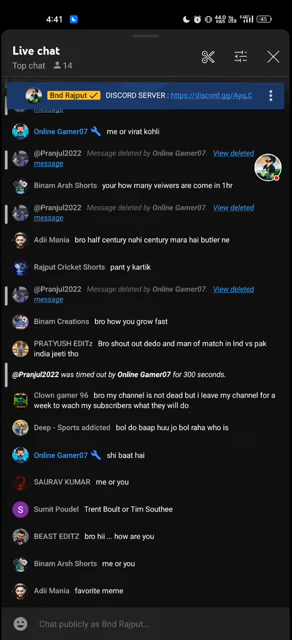 4:41
44.0
KB/S
45
Live chat
Top chat 14
Bnd Rajput DISCORD SERVER : https://discord.gg/Ayq
message
Online Gamer07 me or virat kohli
@Pranjul2022 Message deleted by Online Gamer07. View deleted
message
Binam Arsh Shorts your how many veiwers are come in 1hr
@Pranjul2022 Message deleted by Online Gamer07. View deleted
message
Adii Mania bro half century nahi century mara hai butler ne
Rajput Cricket Shorts pant y kartik
@Pranjul2022 Message deleted by Online Gamer07. View deleted
message
Binam Creations bro how you grow fast
PRATYUSH EDITz Bro shout out dedo and man of match in Ind vs pak
india jeeti tho
@Pranjul2022 was timed out by Online Gamer07 for 300 seconds.
Clown gamer 96 bro my channel is not dead but i leave my channel for
a week to wach my subscribers what they will do
Deep - Sports addicted bol do baap huu jo bol raha who is
Online Gamer07 shi baat hai
SAURAV KUMAR me or you
S Sumit Poudel Trent Boult or Tim Southee
BEAST EDITZ bro hii ... how are you
Binam Arsh Shorts me or you
Adii Mania favorite meme
Chat publicly as Bnd Rajput...